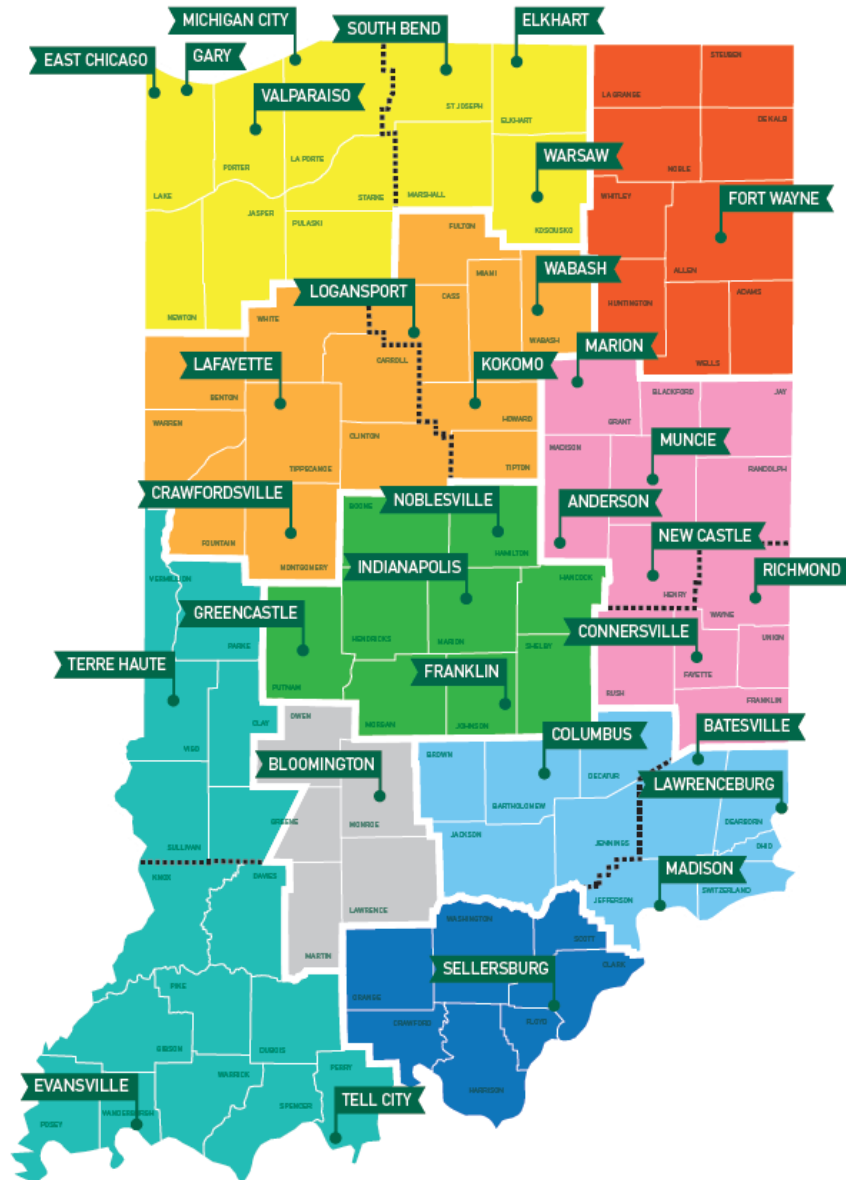 MICHIGAN CITY
SOUTH BEND
ELKHART
EAST CHICAGO
GARY
STEUBEN
VALPARAISO
LA GRANGE
ST JOSEPH
ELKHART
DE KALB
LA PORTE
PORTER
WARSAW
NOBLE
LAKE
STARKE
MARSHALL
WHITLEY
FORT WAYNE
JASPER
PULASKI
FULTON
KOSCIUSKO
WABASH
MIAMI
ALLEN
LOGANSPORT
CASS
ADAMS
HUNTINGTON
NEWTON
WHITE
WABASH
MARION
CARROLL
LAFAYETTE
KOKOMO
WELLS
BENTON
BLACKFORD
JAY
WARREN
HOWARD
GRANT
CLINTON
MADISON
MUNCIE
TIPPECANOE
TIPTON
RANDOLPH
CRAWFORDSVILLE
NOBLESVILLE
ANDERSON
BOONE
NEW CASTLE
FOUNTAIN
HAMILTON
MONTGOMERY
INDIANAPOLIS
VERMILLION
HANCOCK
RICHMOND
HENRY
GREENCASTLE
WAYNE
CONNERSVILLE
HENDRICKS
MARION
UNION
PARKE
SHELBY
TERRE HAUTE
FRANKLIN
FAYETTE
PUTNAM
RUSH
FRANKLIN
OWEN
CLAY
MORGAN
JOHNSON
BATESVILLE
COLUMBUS
VIGO
BROWN
BLOOMINGTON
DECATUR
LAWRENCEBURG
BARTHOLOMEW
GREENE
MONROE
DEARBORN
JACKSON
JENNINGS
OHIO
SULLIVAN
MADISON
KNOX
DAVIES
SWITZERLAND
JEFFERSON
LAWRENCE
WASHINGTON
MARTIN
SCOTT
SELLERSBURG
CLARK
PIKE
ORANGE
CRAWFORD
FLOYD
GIBSON
DUBOIS
PERRY
EVANSVILLE
WARRICK
HARRISON
TELL CITY
VANDERBURGH
SPENCER
POSEY